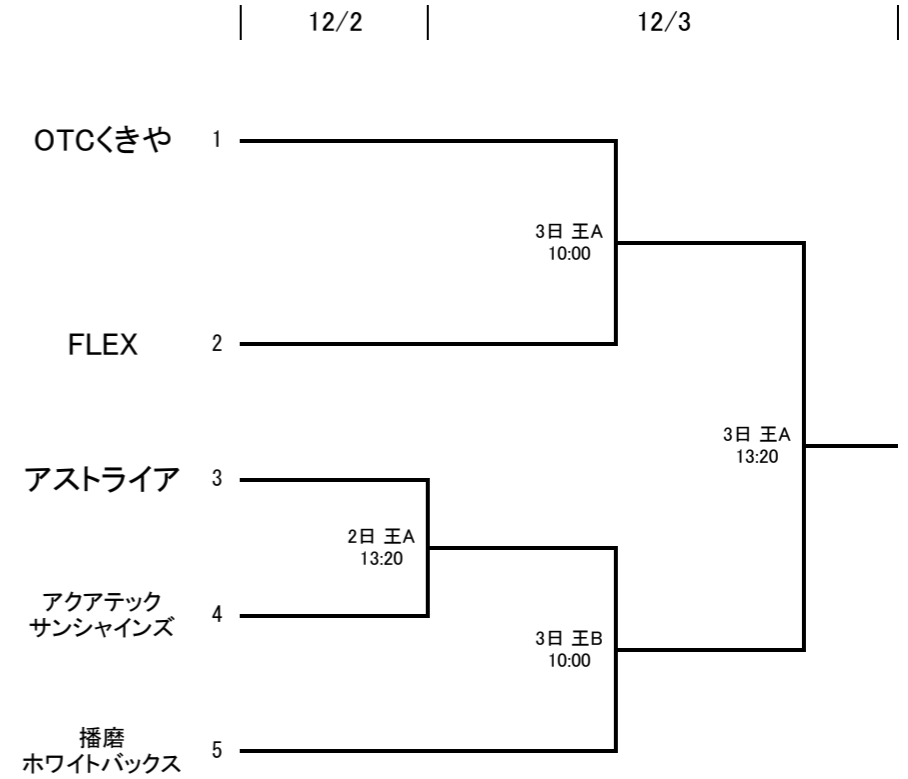 12/2
12/3
OTCくきや 1
3日 王A
10:00
FLEX 2
3日 王A
13:20
アストライア 3
2日 王A
13:20
アクアテック
サンシャインズ
4
3日 王B
10:00
播磨
ホワイトバックス
5